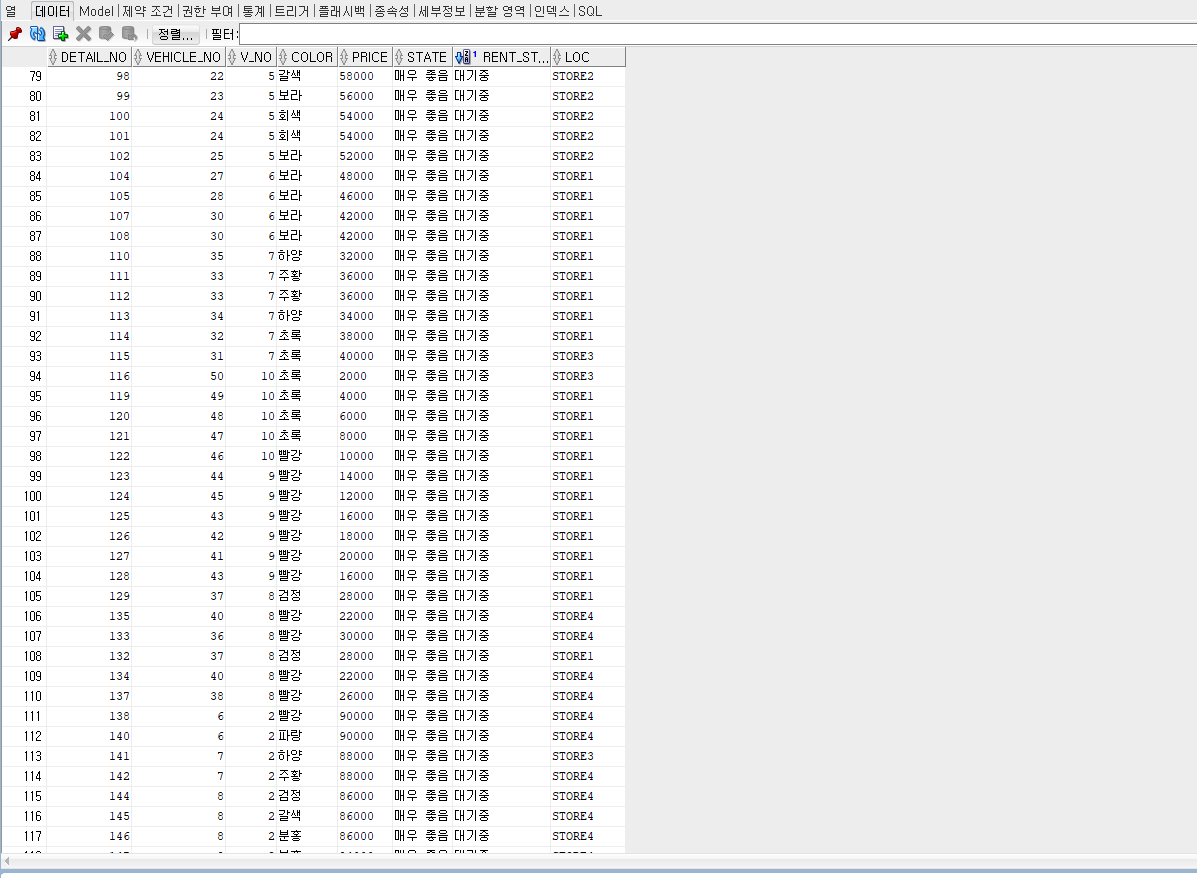 열 데이터 Model 제약 조건 권한 부여 통계 트리거 플래시백 종속성 세부정보 분할 영역 인덱스 SQL
정렬... 필터:
DETAIL_NO VEHICLE_NO V_NO COLOR PRICE STATE 1 RENT_ST... LOC
79 98 22 5 갈색 58000 매우 좋음 대기중 STORE2
80 99 23 5 보라 56000 매우 좋음 대기중 STORE2
81 100 24 5 회색 54000 매우 좋음 대기중 STORE2
82 101 24 5 회색 54000 매우 좋음 대기중 STORE2
83 102 25 5 보라 52000 매우 좋음 대기중 STORE2
84 104 27 6 보라 48000 매우 좋음 대기중 STORE1
85 105 28 6 보라 46000 매우 좋음 대기중 STORE1
86 107 30 6 보라 42000 매우 좋음 대기중 STORE1
87 108 30 6 보라 42000 매우 좋음 대기중 STORE1
88 110 35 7 하양 32000 매우 좋음 대기중 STORE1
89 111 33 7 주황 36000 매우 좋음 대기중 STORE1
90 112 33 7 주황 36000 매우 좋음 대기중 STORE1
91 113 34 7 하양 34000 매우 좋음 대기중 STORE1
92 114 32 7 초록 38000 매우 좋음 대기중 STORE1
93 115 31 7 초록 40000 매우 좋음 대기중 STORE3
94 116 50 10 초록 2000 매우 좋음 대기중 STORE3
95 119 49 10 초록 4000 매우 좋음 대기중 STORE1
96 120 48 10 초록 6000 매우 좋음 대기중 STORE1
97 121 47 10 초록 8000 매우 좋음 대기중 STORE1
98 122 46 10 빨강 10000 매우 좋음 대기중 STORE1
99 123 44 9 빨강 14000 매우 좋음 대기중 STORE1
100 124 45 9 빨강 12000 매우 좋음 대기중 STORE1
101 125 43 9 빨강 16000 매우 좋음 대기중 STORE1
102 126 42 9 빨강 18000 매우 좋음 대기중 STORE1
103 127 41 9 빨강 20000 매우 좋음 대기중 STORE1
104 128 43 9 빨강 16000 매우 좋음 대기중 STORE1
105 129 37 8 검정 28000 매우 좋음 대기중 STORE1
106 135 40 8 빨강 22000 매우 좋음 대기중 STORE4
107 133 36 8 빨강 30000 매우 좋음 대기중 STORE4
108 132 37 8 검정 28000 매우 좋음 대기중 STORE1
109 134 40 8 빨강 22000 매우 좋음 대기중 STORE4
110 137 38 8 빨강 26000 매우 좋음 대기중 STORE4
111 138 6 2 빨강 90000 매우 좋음 대기중 STORE4
112 140 6 2 파랑 90000 매우 좋음 대기중 STORE4
113 141 7 2 하양 88000 매우 좋음 대기중 STORE3
114 142 7 2 주황 88000 매우 좋음 대기중 STORE4
115 144 8 2 검정 86000 매우 좋음 대기중 STORE4
116 145 8 2 갈색 86000 매우 좋음 대기중 STORE4
117 146 8 2 분홍 86000 매우 좋음 대기중 STORE4